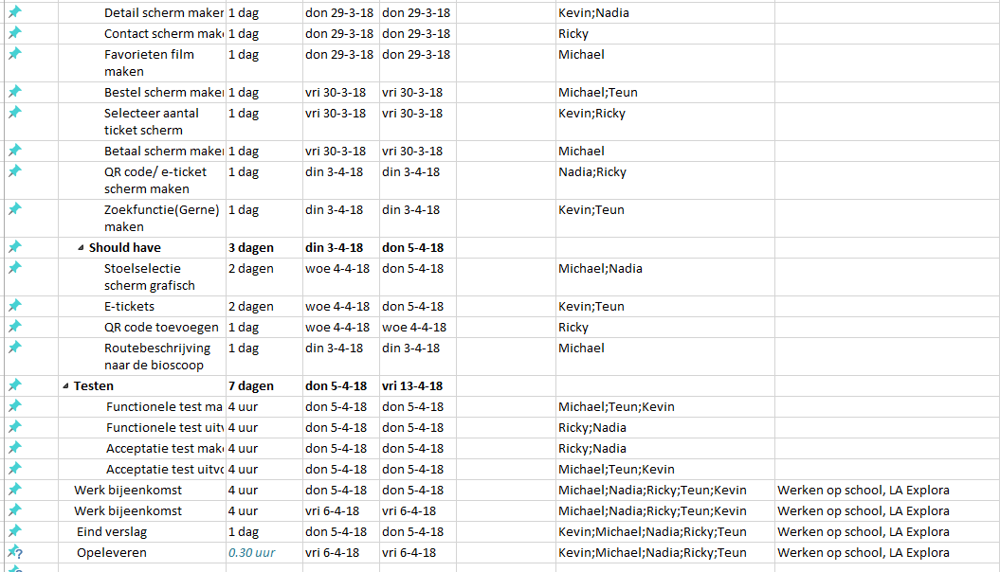 Detail scherm maken 1 dag don 29-3-18 don 29-3-18 Kevin;Nadia
Contact scherm mak 1 dag don 29-3-18 don 29-3-18 Ricky
Favorieten film 1 dag don 29-3-18 don 29-3-18 Michael
maken
Bestel scherm maken 1 dag vri 30-3-18 vri 30-3-18 Michael;Teun
Selecteer aantal 1 dag vri 30-3-18 vri 30-3-18 Kevin;Ricky
ticket scherm
Betaal scherm maken 1 dag vri 30-3-18 vri 30-3-18 Michael
QR code/ e-ticket 1 dag din 3-4-18 din 3-4-18 Nadia;Ricky
scherm maken
Zoekfunctie(Gerne) 1 dag din 3-4-18 din 3-4-18 Kevin;Teun
maken
Should have 3 dagen din 3-4-18 don 5-4-18
Stoelselectie 2 dagen woe 4-4-18 don 5-4-18 Michael;Nadia
scherm grafisch
E-tickets 2 dagen woe 4-4-18 don 5-4-18 Kevin;Teun
QR code toevoegen 1 dag woe 4-4-18 woe 4-4-18 Ricky
Routebeschrijving 1 dag din 3-4-18 din 3-4-18 Michael
naar de bioscoop
Testen 7 dagen don 5-4-18 vri 13-4-18
Functionele test ma 4 uur don 5-4-18 don 5-4-18 Michael;Teun;Kevin
Functionele test uitv 4 uur don 5-4-18 don 5-4-18 Ricky;Nadia
Acceptatie test mak 4 uur don 5-4-18 don 5-4-18 Ricky;Nadia
Acceptatie test uitvo 4 uur don 5-4-18 don 5-4-18 Michael;Teun;Kevin
Werk bijeenkomst 4 uur don 5-4-18 don 5-4-18 Michael;Nadia;Ricky;Teun;Kevin Werken op school, LA Explora
Werk bijeenkomst 4 uur vri 6-4-18 vri 6-4-18 Michael;Nadia;Ricky;Teun;Kevin Werken op school, LA Explora
Eind verslag 1 dag don 5-4-18 don 5-4-18 Kevin;Michael;Nadia;Ricky;Teun Werken op school, LA Explora
Opeleveren 0.30 uur vri 6-4-18 vri 6-4-18 Kevin;Michael;Nadia;Ricky;Teun Werken op school, LA Explora